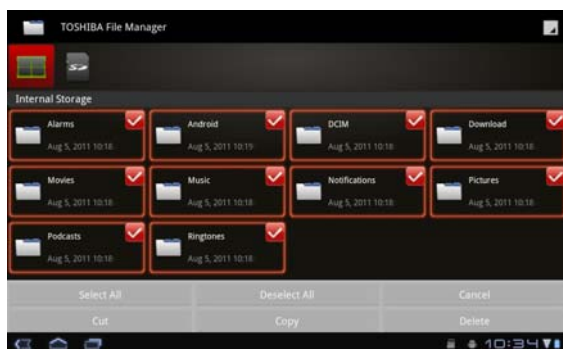 TOSHIBA File Manager
SD
Internal Storage
Alarms
Aug 5, 2011 10:18
Android
Aug 5, 2011 10:19
DCIM
Aug 5, 2011 10:18
Download
Aug 5, 2011 10:18
Movies
Aug 5, 2011 10:18
Music
Aug 5, 2011 10:18
Notifications
Aug 5, 2011 10:18
Pictures
Aug 5, 2011 10:18
Podcasts
Aug 5, 2011 10:18
Ringtones
Aug 5, 2011 10:18
Select All
Deselect All
Cancel
Cut
Copy
Delete
10:34